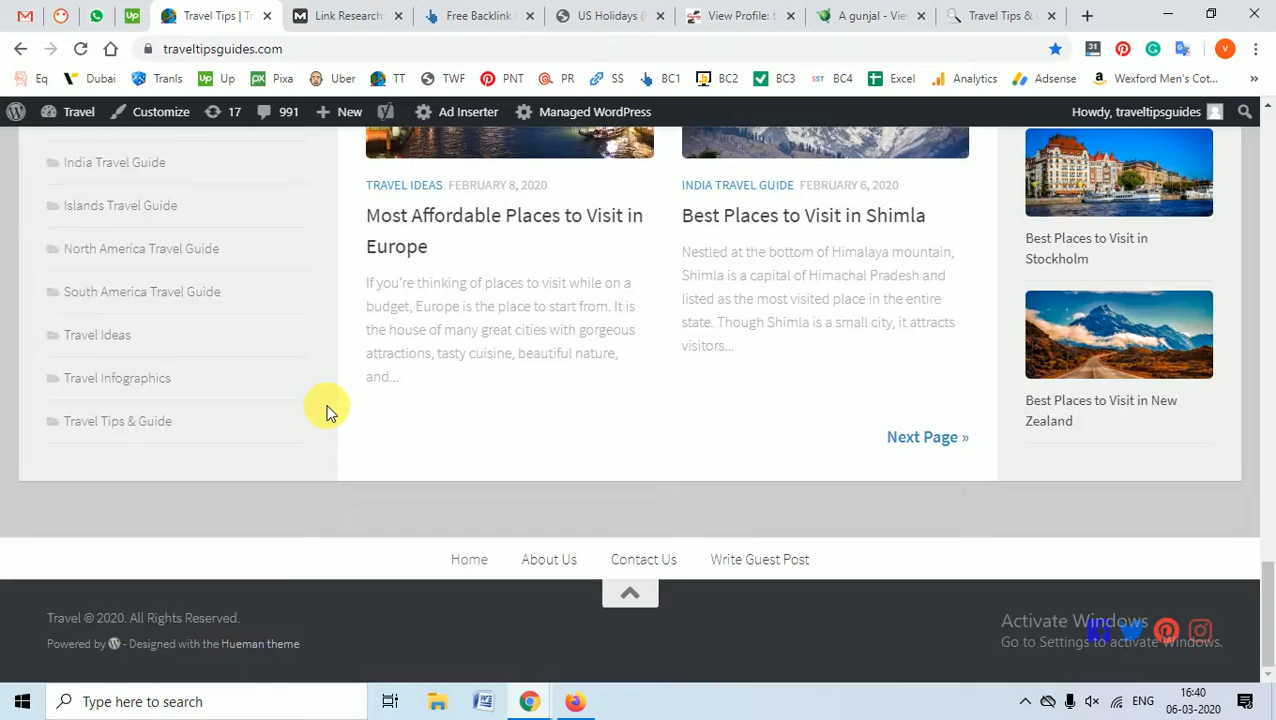 Travel Tips | T
Link Research
Free Backlink
US Holidays (
View Profile: t
A gunjal - Vie
Travel Tips &
traveltipsguides.com
31
v
Eq
Dubai
Tranls
Up
Pixa
Uber
TT
TWF
PNT
PR
SS
BC1
BC2
BC3
BC4
Excel
Analytics
Adsense
Wexford Men's Cot...
»
Travel
Customize
17
991
New
Ad Inserter
Managed WordPress
Howdy, traveltipsguides
India Travel Guide
Islands Travel Guide
North America Travel Guide
South America Travel Guide
Travel Ideas
Travel Infographics
Travel Tips & Guide
TRAVEL IDEAS FEBRUARY 8, 2020
Most Affordable Places to Visit in
Europe
If you're thinking of places to visit while on a
budget, Europe is the place to start from. It is
the house of many great cities with gorgeous
attractions, tasty cuisine, beautiful nature,
and...
INDIA TRAVEL GUIDE FEBRUARY 6, 2020
Best Places to Visit in Shimla
Nestled at the bottom of Himalaya mountain,
Shimla is a capital of Himachal Pradesh and
listed as the most visited place in the entire
state. Though Shimla is a small city, it attracts
visitors...
Next Page »
Best Places to Visit in
Stockholm
Best Places to Visit in New
Zealand
Home
About Us
Contact Us
Write Guest Post
Travel © 2020. All Rights Reserved.
Powered by - Designed with the Hueman theme
Activate Windows
Go to Settings to activate Windows.
Type here to search
ENG
16:40
06-03-2020